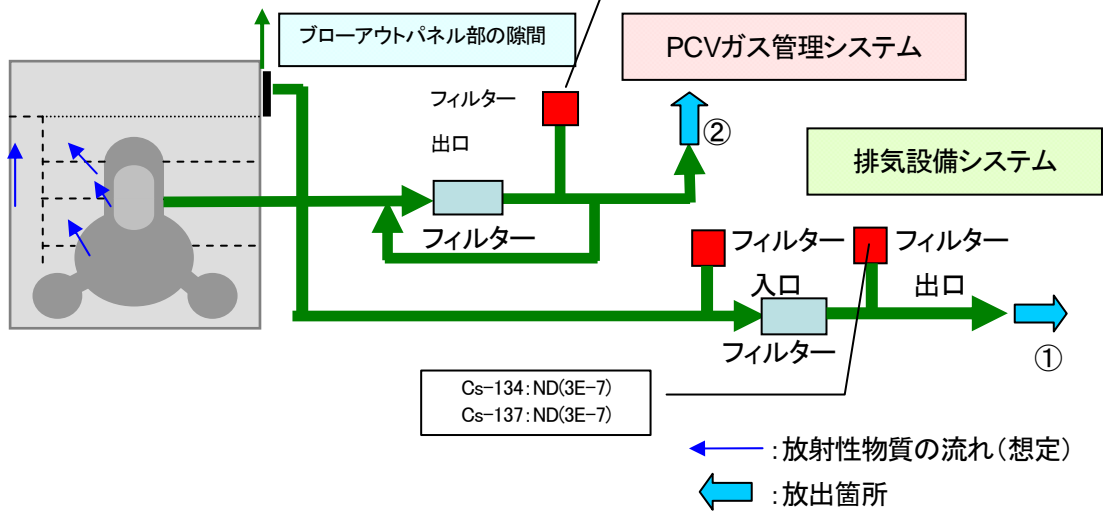 ブローアウトパネル部の隙間
PCVガス管理システム
フィルター
出口
②
排気設備システム
フィルター
フィルター
フィルター
入口
出口
フィルター
①
Cs-134:ND(3E-7)
Cs-137:ND(3E-7)
:放射性物質の流れ(想定)
:放出箇所